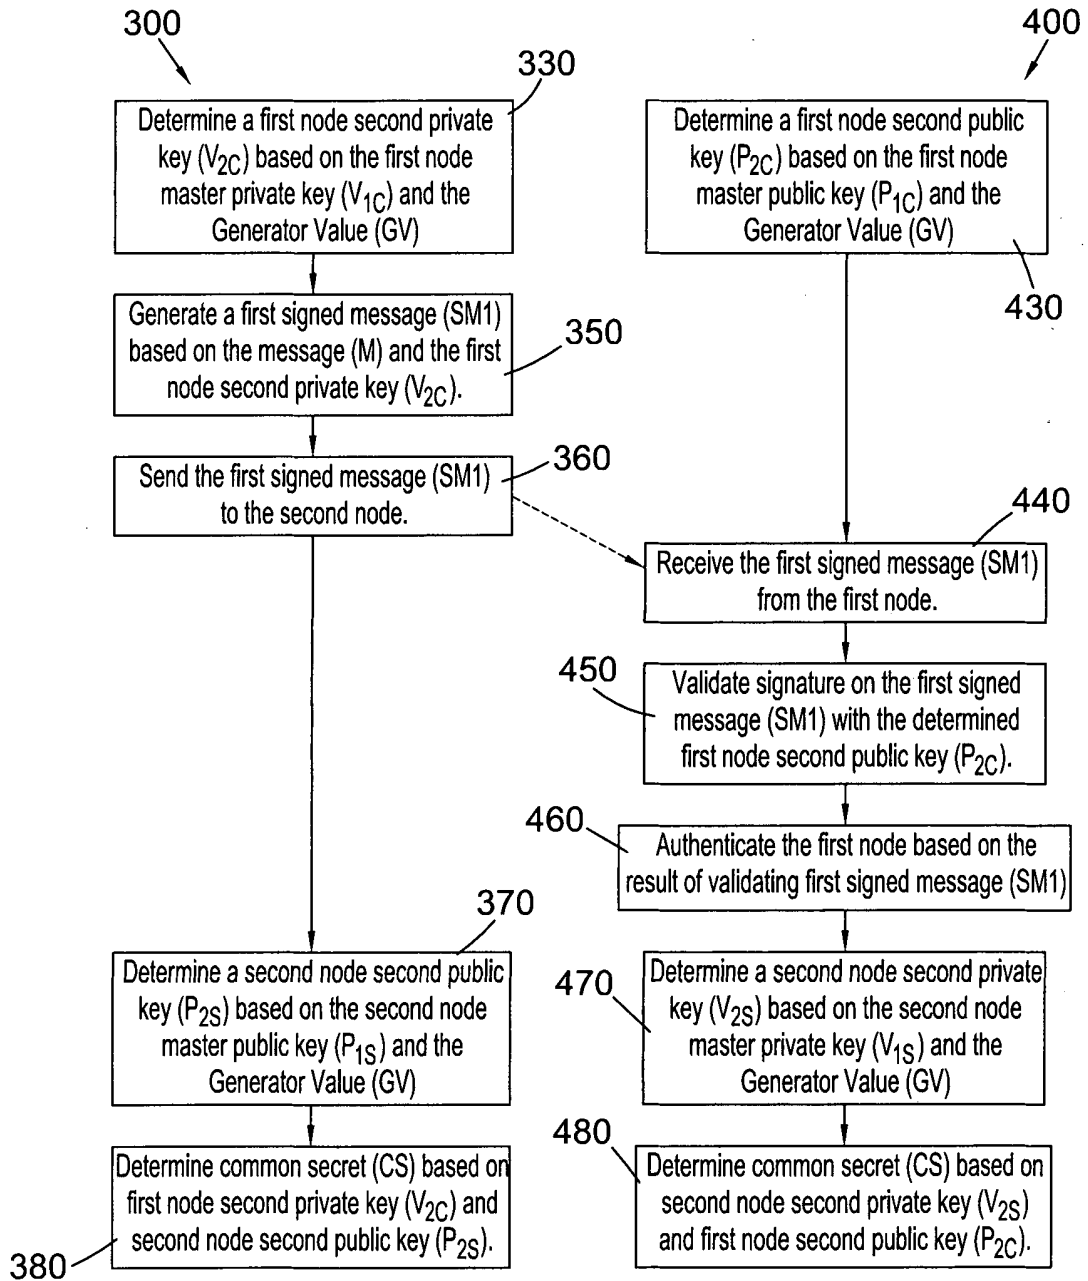 300
330
Determine a first node second private
key (V2C) based on the first node
master private key (V1C) and the
Generator Value (GV)
Generate a first signed message (SM1)
based on the message (M) and the first
node second private key (V2C).
350
Send the first signed message (SM1)
to the second node.
360
370
Determine a second node second public
key (P2S) based on the second node
master public key (P1S) and the
Generator Value (GV)
Determine common secret (CS) based on
first node second private key (V2C) and
second node second public key (P2S).
380
400
Determine a first node second public
key (P2C) based on the first node
master public key (P1C) and the
Generator Value (GV)
430
440
Receive the first signed message (SM1)
from the first node.
450
Validate signature on the first signed
message (SM1) with the determined
first node second public key (P2C).
460
Authenticate the first node based on the
result of validating first signed message (SM1)
470
Determine a second node second private
key (V2S) based on the second node
master private key (V1S) and the
Generator Value (GV)
480
Determine common secret (CS) based on
second node second private key (V2S)
and first node second public key (P2C).